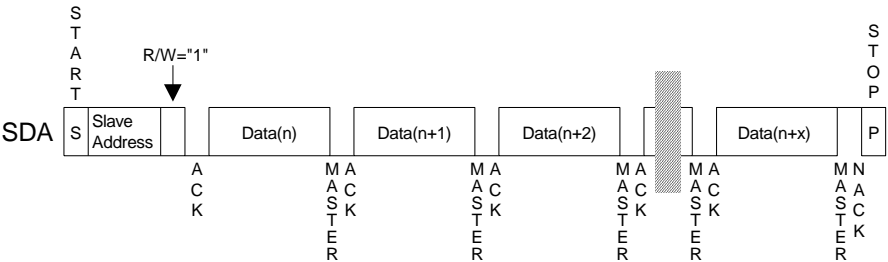 START
R/W="1"
STOP
SDA
S
Slave
Address
Data(n)
Data(n+1)
Data(n+2)
Data(n+x)
P
ACK
MASTER
ACK
MASTER
ACK
MASTER
ACK
MASTER
ACK
MASTER
NACK